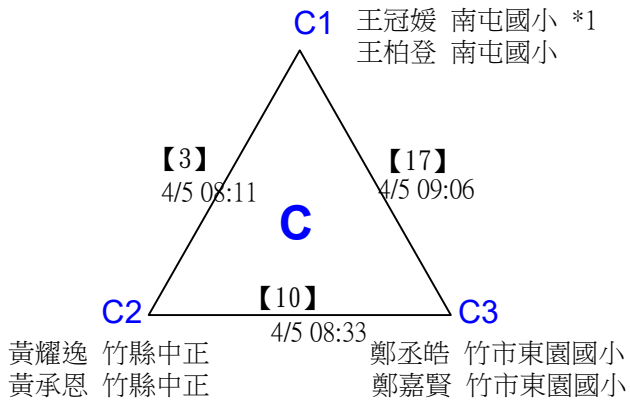 C1 王冠媛 南屯國小 *1
王柏登 南屯國小
【3】
4/5 08:11
【17】
4/5 09:06
C
【10】
4/5 08:33
C2
黃耀逸 竹縣中正
黃承恩 竹縣中正
C3
鄭丞皓 竹市東園國小
鄭嘉賢 竹市東園國小